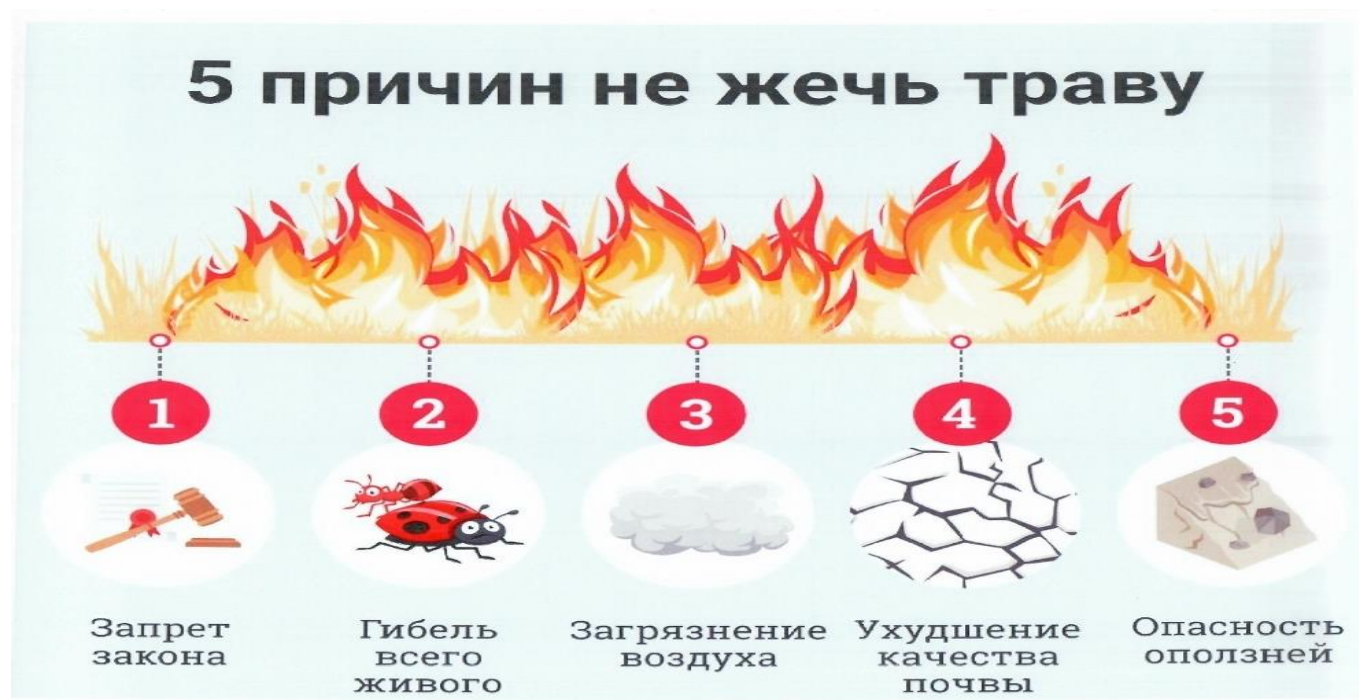 5 причин не жечь траву
1
2
3
4
5
Запрет
закона
Гибель
всего
живого
Загрязнение
воздуха
Ухудшение
качества
почвы
Опасность
оползней